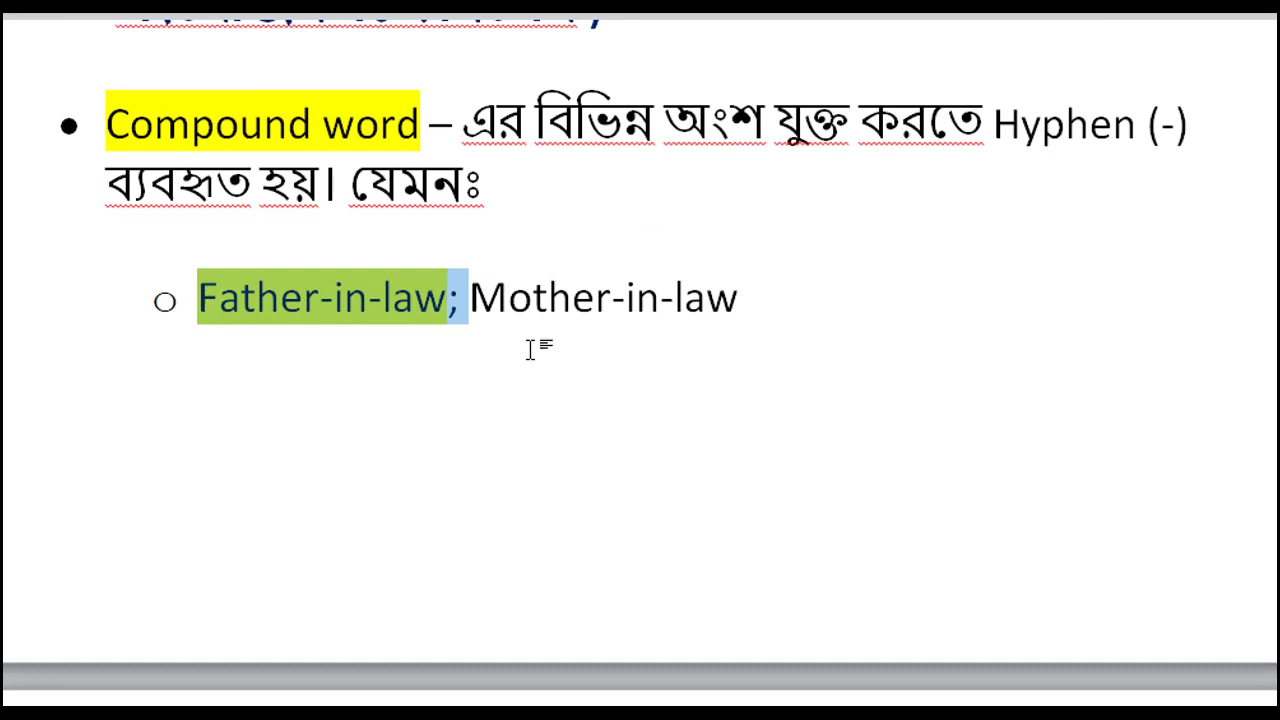 • Compound word – এর বিভিন্ন অংশ যুক্ত করতে Hyphen (-)
ব্যবহৃত হয়। যেমনঃ
o Father-in-law; Mother-in-law